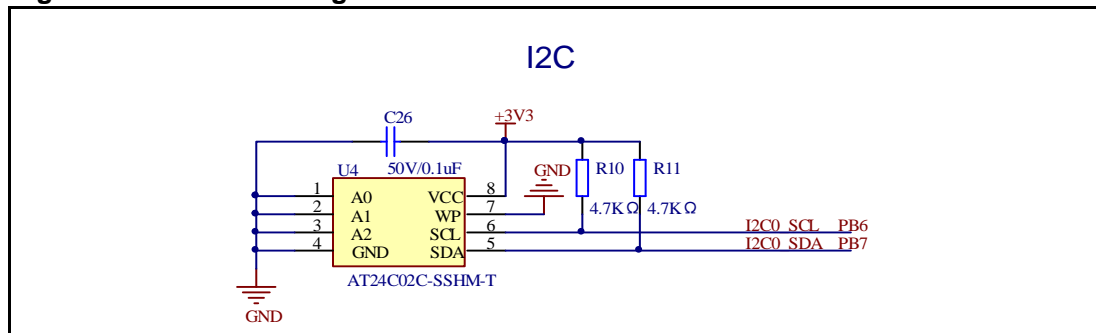 I2C
C26
+3V3
U4
50V/0.1uF
GND
R10
R11
1
A0
VCC
8
2
A1
WP
7
4.7KΩ
4.7KΩ
3
A2
SCL
6
I2C0_SCL
PB6
4
GND
SDA
5
I2C0_SDA
PB7
AT24C02C-SSHM-T
GND